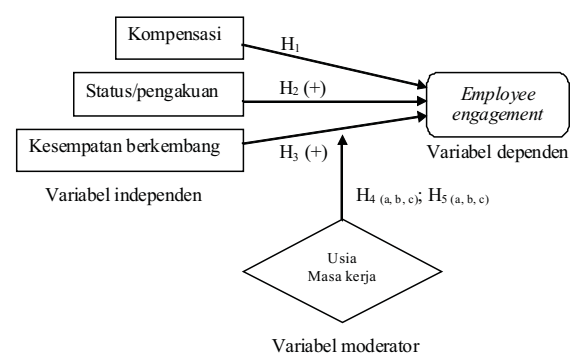 Kompensasi
H1
Status/pengakuan
H2 (+)
Employee
engagement
Kesempatan berkembang
H3 (+)
Variabel dependen
Variabel independen
H4 (a, b, c); H5 (a, b, c)
Usia
Masa kerja
Variabel moderator